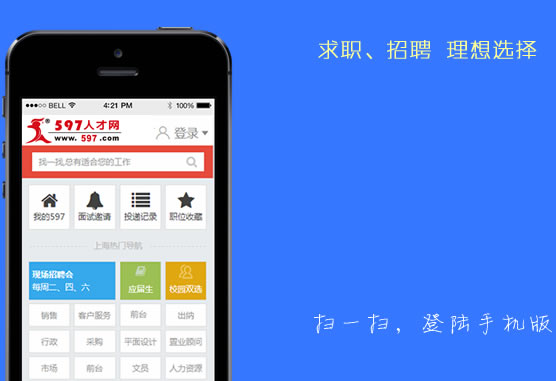 求职、招聘 理想选择
BELL 4:21 PM 100%
597人才网
www.597.com
登录
找一找,总有适合您的工作
我的597 面试邀请 投递记录 职位收藏
上海热门导航
现场招聘会
每周二、四、六 应届生 校园双选
销售 客户服务 前台 出纳
行政 采购 平面设计 置业顾问
市场 前台 文员 人力资源
扫一扫，登陆手机版